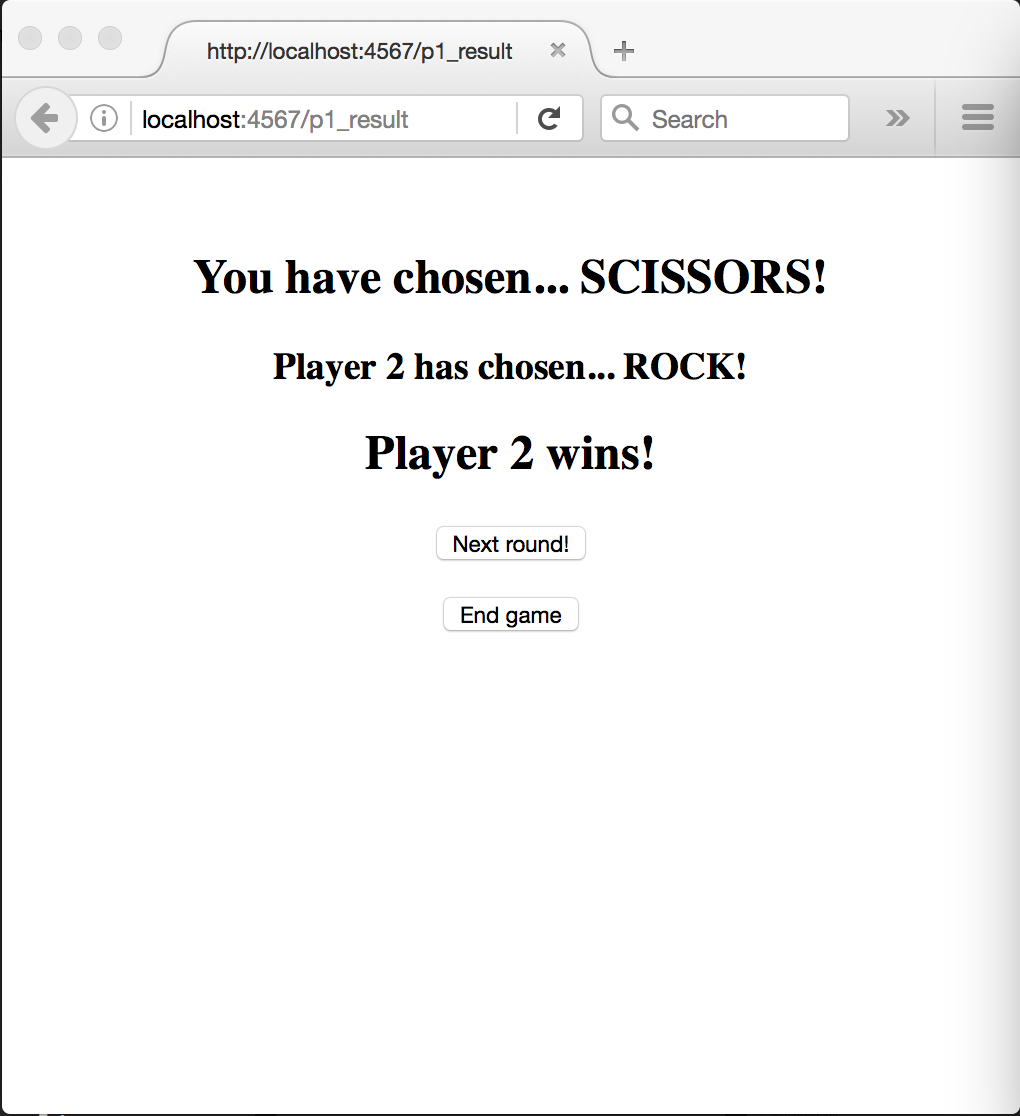 http://localhost:4567/p1_result
localhost:4567/p1_result
Search
You have chosen... SCISSORS!
Player 2 has chosen... ROCK!
Player 2 wins!
Next round!
End game